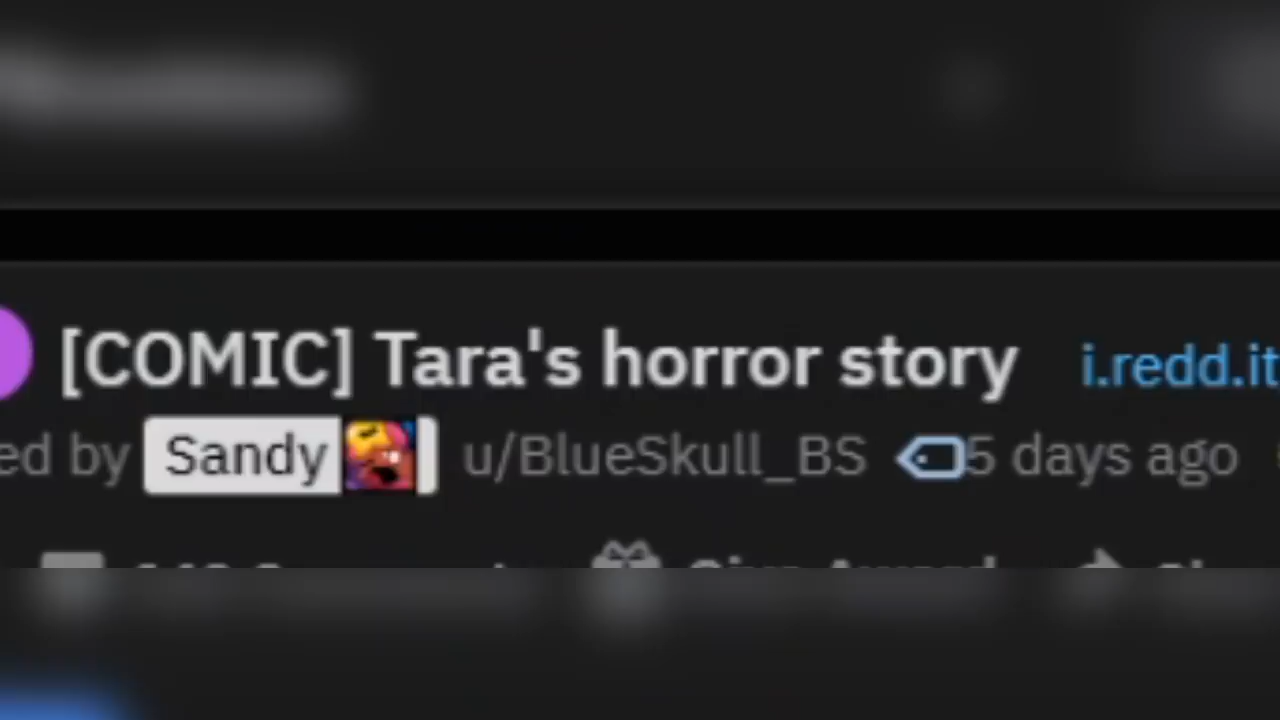 [COMIC] Tara's horror story i.redd.it
ed by Sandy u/BlueSkull_BS 5 days ago